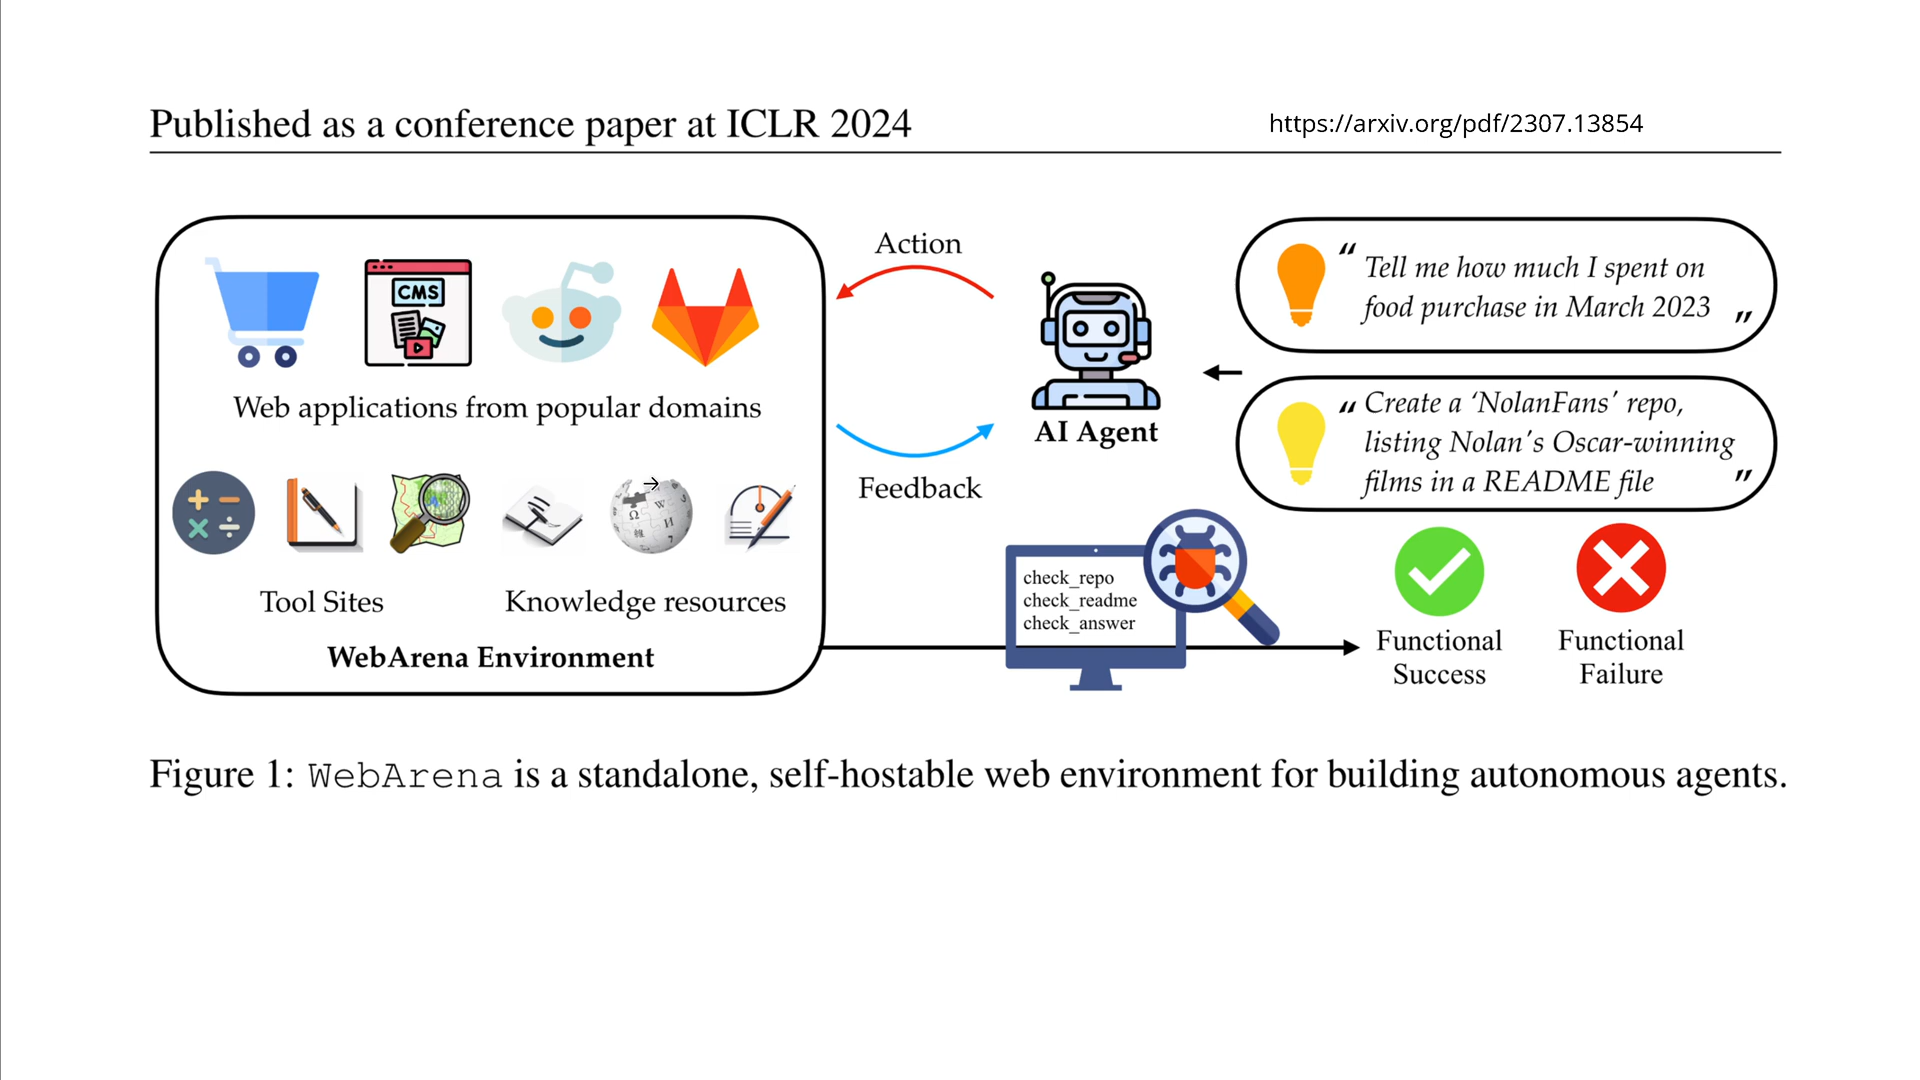 Published as a conference paper at ICLR 2024
https://arxiv.org/pdf/2307.13854
CMS
Web applications from popular domains
Tool Sites
Knowledge resources
WebArena Environment
Action
Feedback
AI Agent
“ Tell me how much I spent on
food purchase in March 2023 ”
“ Create a ‘NolanFans’ repo,
listing Nolan's Oscar-winning
films in a README file ”
check_repo
check_readme
check_answer
Functional
Success
Functional
Failure
Figure 1: WebArena is a standalone, self-hostable web environment for building autonomous agents.